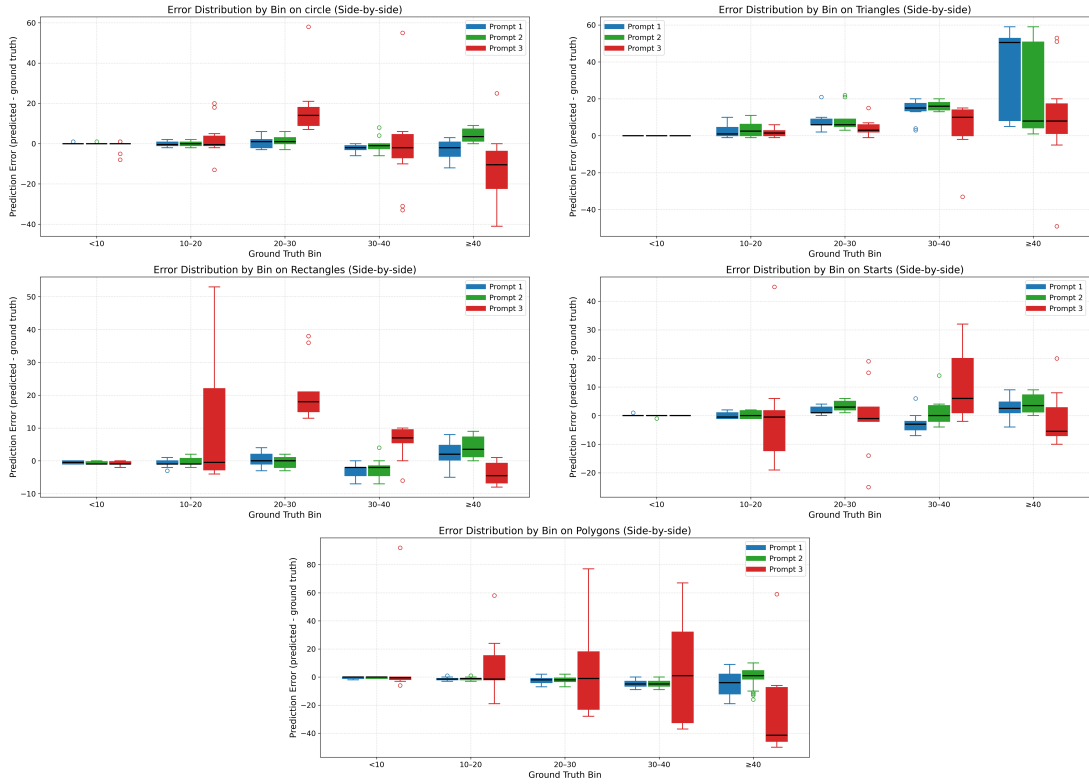 Error Distribution by Bin on circle (Side-by-side)
Prediction Error (predicted - ground truth)
60
40
20
0
−20
−40
Prompt 1
Prompt 2
Prompt 3
<10
10–20
20–30
30–40
≥40
Ground Truth Bin
Error Distribution by Bin on Triangles (Side-by-side)
Prediction Error (predicted - ground truth)
60
40
20
0
−20
−40
Prompt 1
Prompt 2
Prompt 3
<10
10–20
20–30
30–40
≥40
Ground Truth Bin
Error Distribution by Bin on Rectangles (Side-by-side)
Prediction Error (predicted - ground truth)
50
40
30
20
10
0
−10
Prompt 1
Prompt 2
Prompt 3
<10
10–20
20–30
30–40
≥40
Ground Truth Bin
Error Distribution by Bin on Starts (Side-by-side)
Prediction Error (predicted - ground truth)
40
30
20
10
0
−10
−20
Prompt 1
Prompt 2
Prompt 3
<10
10–20
20–30
30–40
≥40
Ground Truth Bin
Error Distribution by Bin on Polygons (Side-by-side)
Prediction Error (predicted - ground truth)
80
60
40
20
0
−20
−40
Prompt 1
Prompt 2
Prompt 3
<10
10–20
20–30
30–40
≥40
Ground Truth Bin